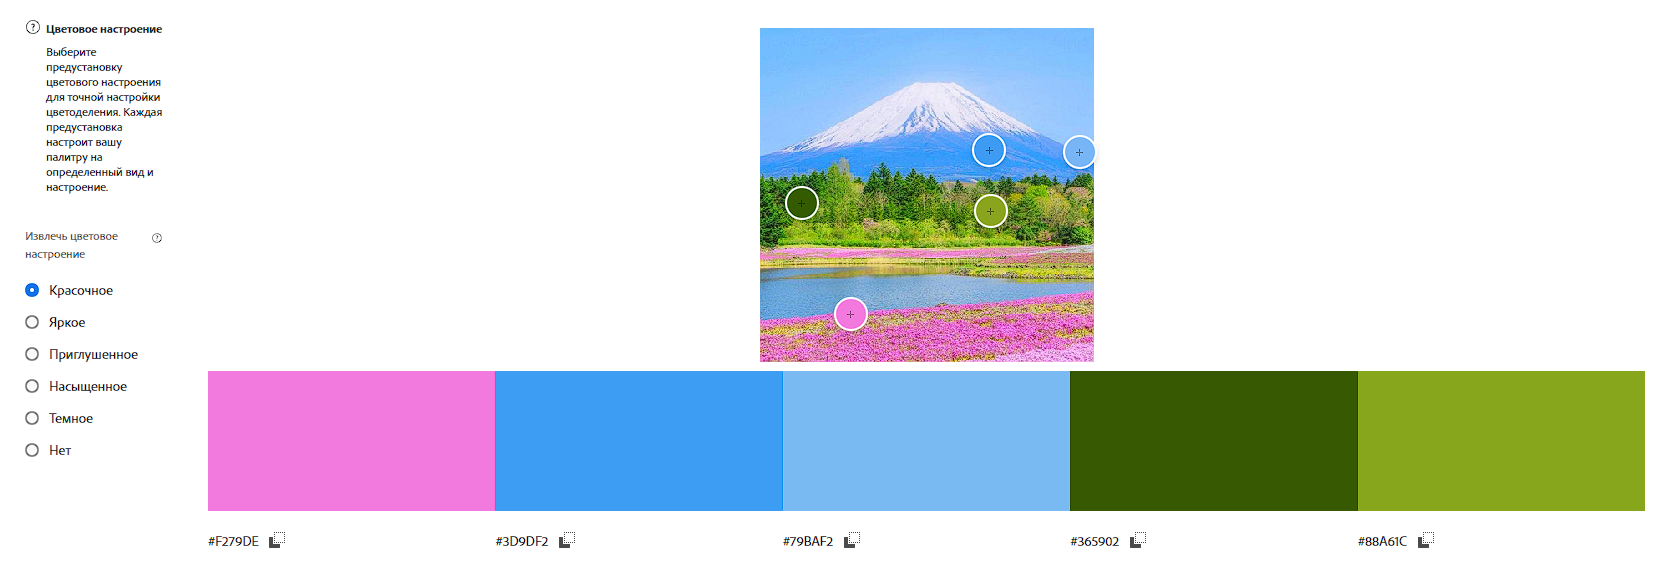 Цветовое настроение
Выберите
предустановку
цветового настроения
для точной настройки
цветоделения. Каждая
предустановка
настроит вашу
палитру на
определенный вид и
настроение.
Извлечь цветовое
настроение
Красочное
Яркое
Приглушенное
Насыщенное
Темное
Нет
#F279DE
#3D9DF2
#79BAF2
#365902
#88A61C